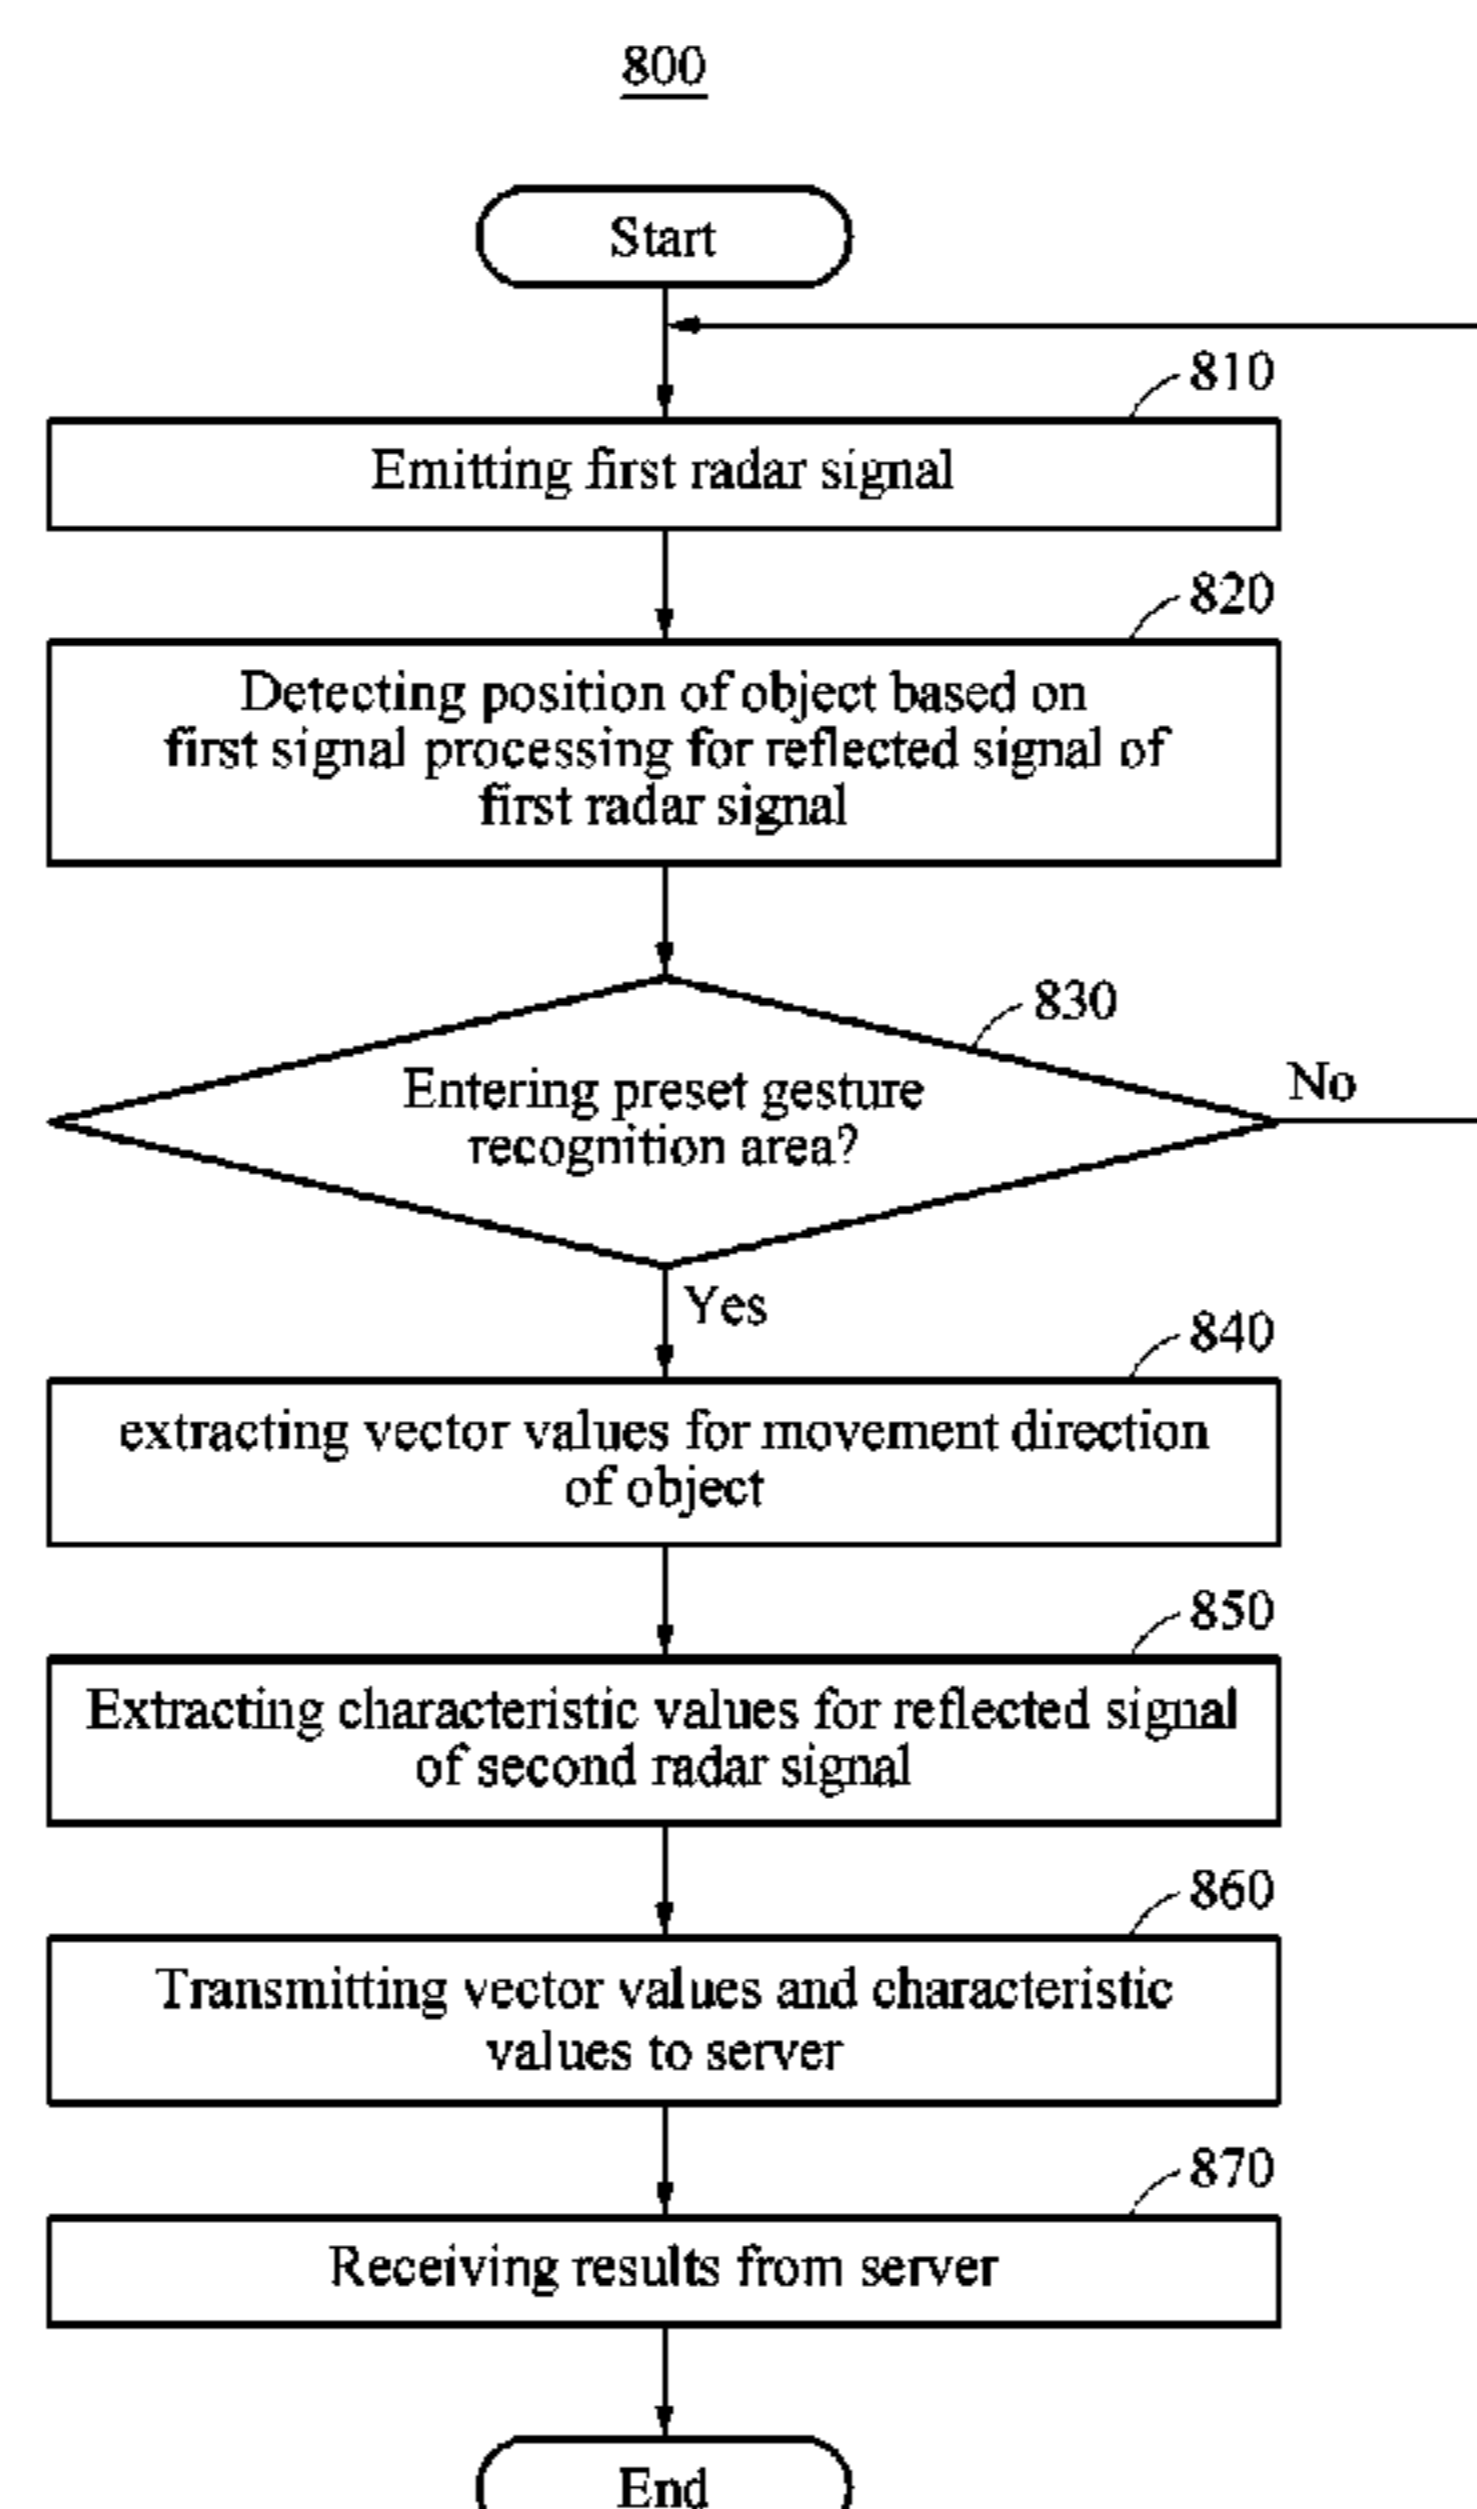 800
Start
810
Emitting first radar signal
820
Detecting position of object based on
first signal processing for reflected signal of
first radar signal
830
Entering preset gesture
recognition area?
No
Yes
840
extracting vector values for movement direction
of object
850
Extracting characteristic values for reflected signal
of second radar signal
860
Transmitting vector values and characteristic
values to server
870
Receiving results from server
End